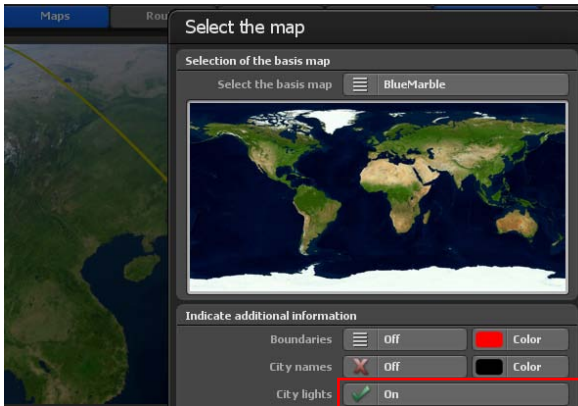 Maps
Rou
Select the map
Selection of the basis map
Select the basis map BlueMarble
Indicate additional information
Boundaries Off Color
City names Off Color
City lights On